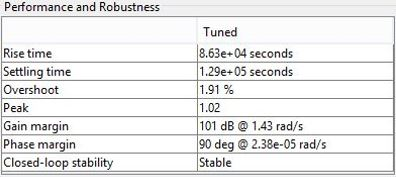 Performance and Robustness
Tuned
Rise time 8.63e+04 seconds
Settling time 1.29e+05 seconds
Overshoot 1.91 %
Peak 1.02
Gain margin 101 dB @ 1.43 rad/s
Phase margin 90 deg @ 2.38e-05 rad/s
Closed-loop stability Stable